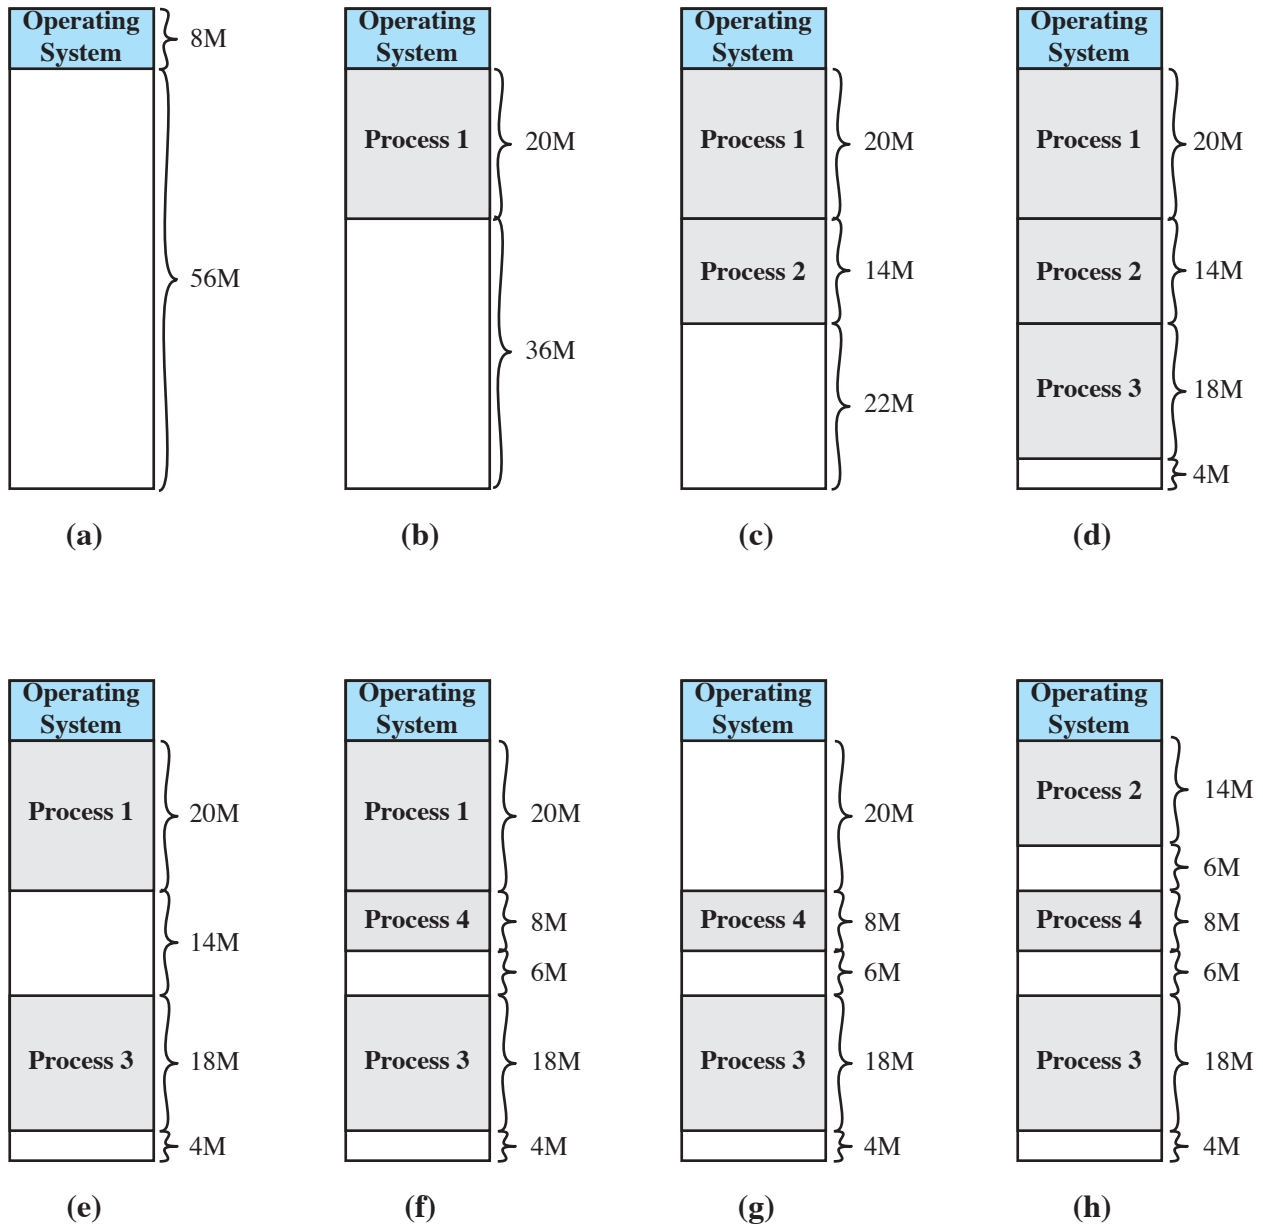 Operating
System
8M
56M
(a)
Operating
System
Process 1
20M
36M
(b)
Operating
System
Process 1
20M
Process 2
14M
22M
(c)
Operating
System
Process 1
20M
Process 2
14M
Process 3
18M
4M
(d)
Operating
System
Process 1
20M
14M
Process 3
18M
4M
(e)
Operating
System
Process 1
20M
Process 4
8M
6M
Process 3
18M
4M
(f)
Operating
System
20M
Process 4
8M
6M
Process 3
18M
4M
(g)
Operating
System
Process 2
14M
6M
Process 4
8M
6M
Process 3
18M
4M
(h)